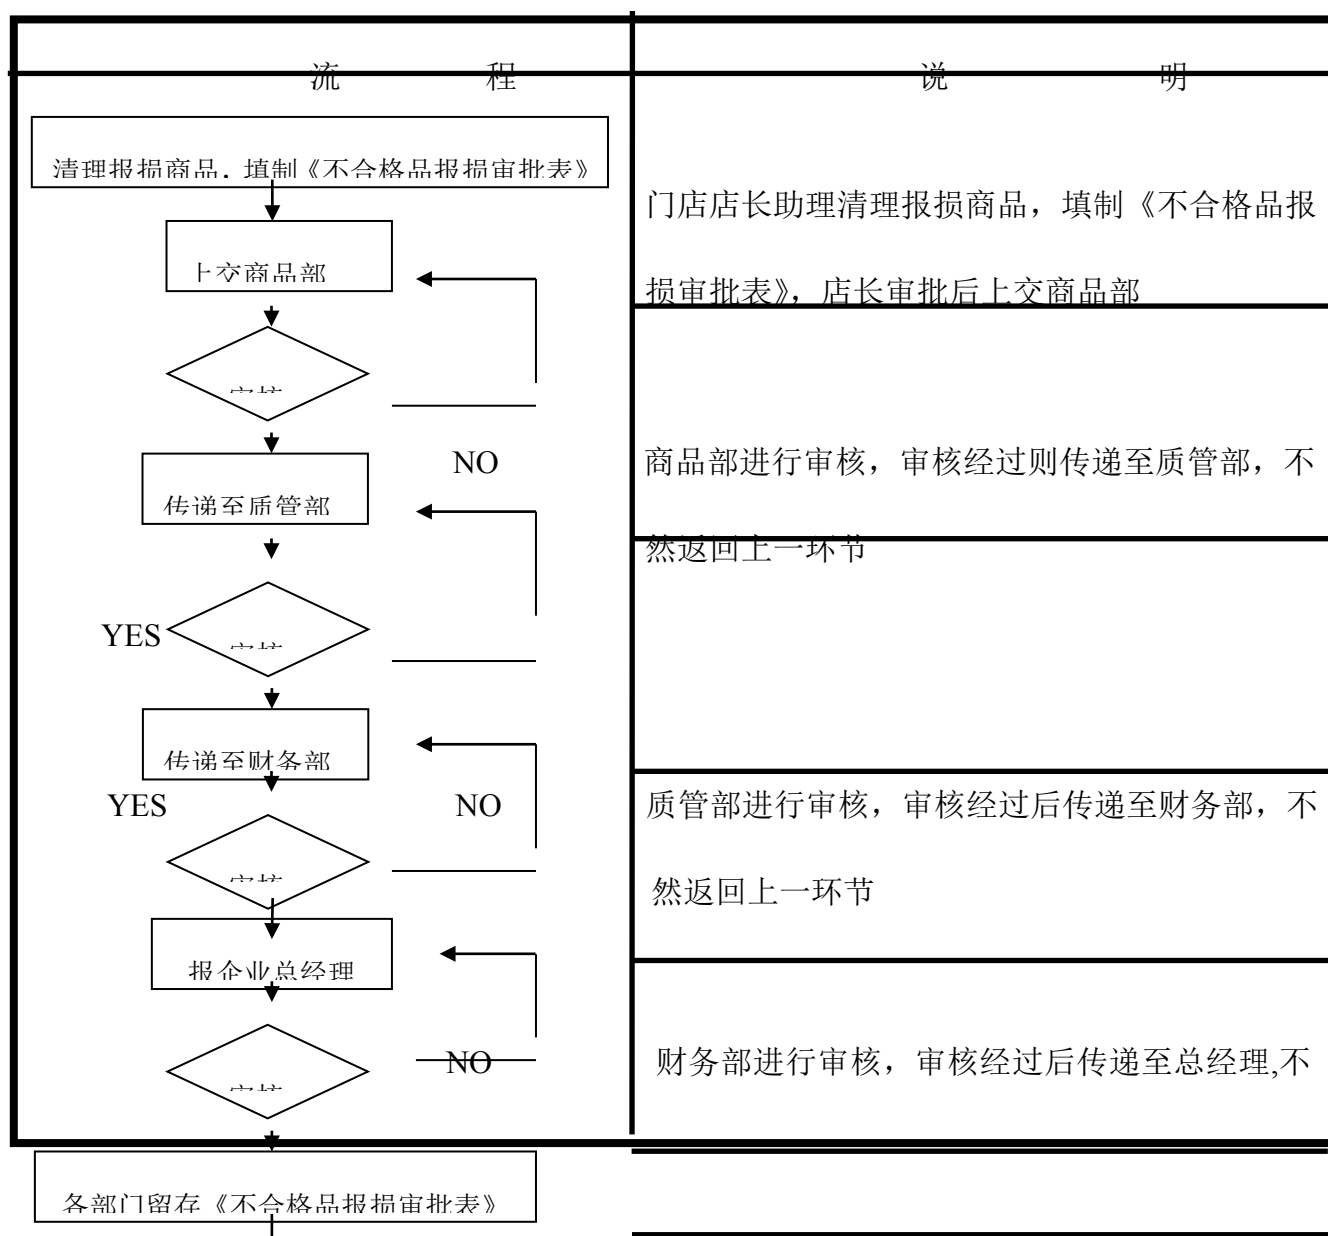 流 程
说 明
清理报损商品，填制《不合格品报损审批表》
上交商品部
审核
NO
传递至质管部
YES
审核
传递至财务部
YES
NO
审核
报企业总经理
NO
审核
各部门留存《不合格品报损审批表》
门店店长助理清理报损商品，填制《不合格品报
损审批表》，店长审批后上交商品部
商品部进行审核，审核经过则传递至质管部，不
然返回上一环节
质管部进行审核，审核经过后传递至财务部，不
然返回上一环节
财务部进行审核，审核经过后传递至总经理,不